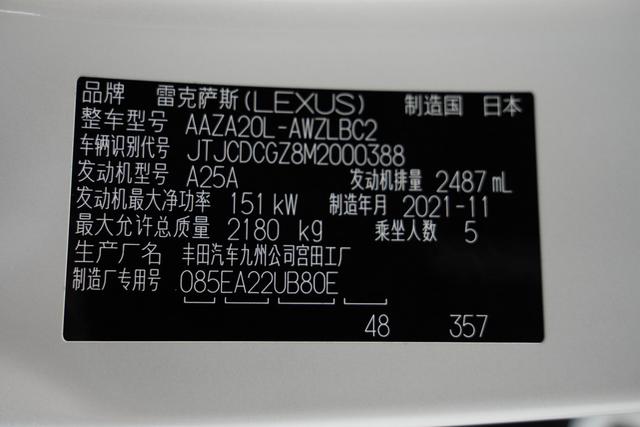 品牌 雷克萨斯(LEXUS) 制造国 日本
整车型号 AAZA20L-AWZLBC2
车辆识别代号 JTJCDCGZ8M2000388
发动机型号 A25A 发动机排量 2487 mL
发动机最大净功率 151 kW 制造年月 2021-11
最大允许总质量 2180 kg 乘坐人数 5
生产厂名 丰田汽车九州公司宫田工厂
制造厂专用号 085EA22UB80E
48 357